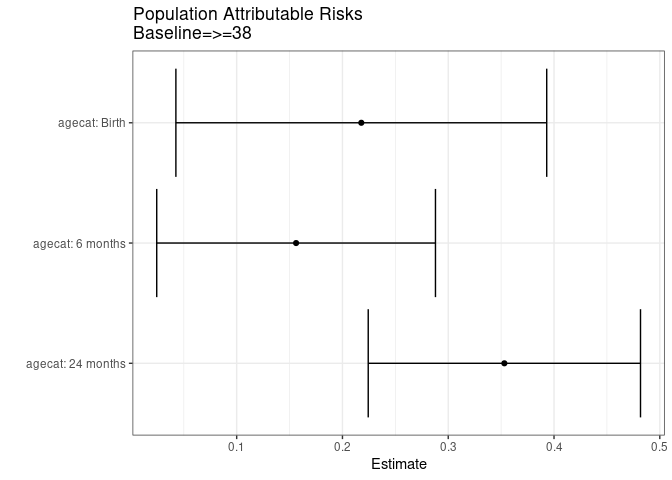 Population Attributable Risks
Baseline=>=38
agecat: Birth
agecat: 6 months
agecat: 24 months
0.1 0.2 0.3 0.4 0.5
Estimate